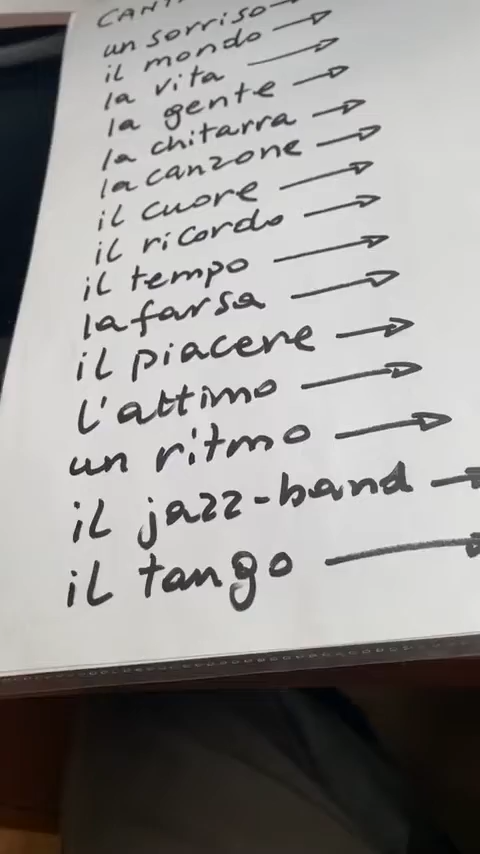 un sorriso →
il mondo →
la vita →
la gente →
la chitarra →
la canzone →
il cuore →
il ricordo →
il tempo →
la farsa →
il piacere →
l'attimo →
un ritmo →
il jazz-band →
il tango →